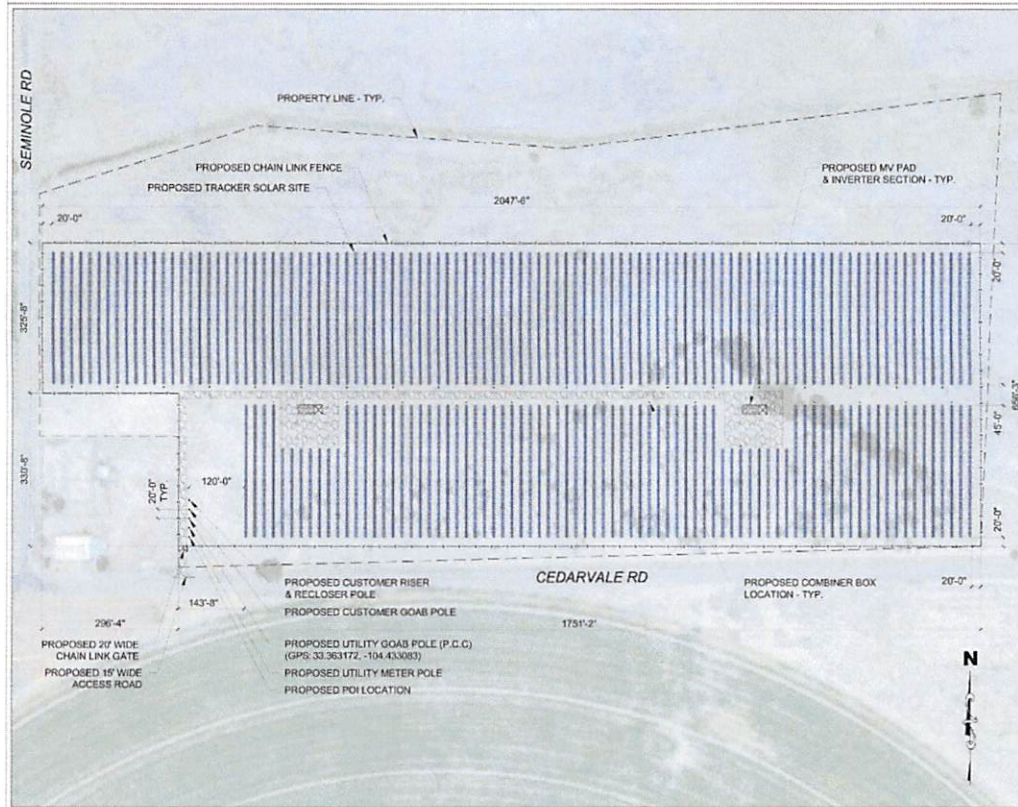 SEMINOLE RD
PROPERTY LINE - TYP.
PROPOSED CHAIN LINK FENCE
PROPOSED TRACKER SOLAR SITE
PROPOSED MV PAD
& INVERTER SECTION - TYP.
2047'-6"
20'-0"
20'-0"
20'-0"
325'-8"
656'-3"
45'-0"
330'-8"
120'-0"
20'-0"
TYP.
20'-0"
CEDARVALE RD
PROPOSED CUSTOMER RISER
& RECLOSER POLE
PROPOSED COMBINER BOX
LOCATION - TYP.
20'-0"
143'-8"
PROPOSED CUSTOMER GOAB POLE
296'-4"
1751'-2"
PROPOSED 20' WIDE
CHAIN LINK GATE
PROPOSED 15' WIDE
ACCESS ROAD
PROPOSED UTILITY GOAB POLE (P.C.C)
(GPS: 33.363172, -104.433083)
PROPOSED UTILITY METER POLE
PROPOSED POI LOCATION
N